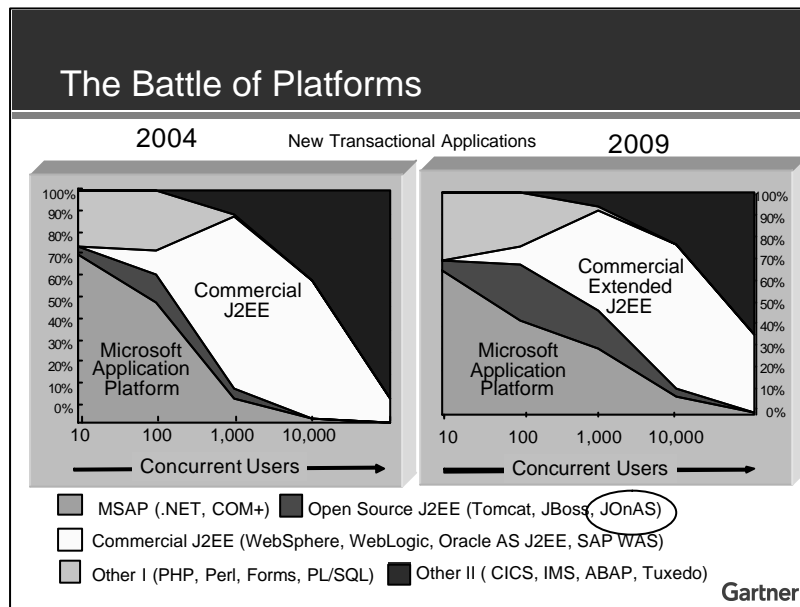 The Battle of Platforms
2004
New Transactional Applications
2009
100%
90%
80%
70%
60%
50%
40%
30%
20%
10%
0%
Commercial
J2EE
Microsoft
Application
Platform
10
100
1,000
10,000
Concurrent Users
Commercial
Extended
J2EE
Microsoft
Application
Platform
100%
90%
80%
70%
60%
50%
40%
30%
20%
10%
0%
10
100
1,000
10,000
Concurrent Users
MSAP (.NET, COM+)
Open Source J2EE (Tomcat, JBoss, JOnAS)
Commercial J2EE (WebSphere, WebLogic, Oracle AS J2EE, SAP WAS)
Other I (PHP, Perl, Forms, PL/SQL)
Other II ( CICS, IMS, ABAP, Tuxedo)
Gartner